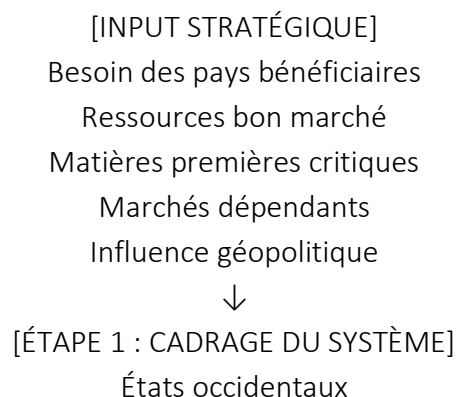 [INPUT STRATÉGIQUE]
Besoin des pays bénéficiaires
Ressources bon marché
Matières premières critiques
Marchés dépendants
Influence géopolitique
↓
[ÉTAPE 1 : CADRAGE DU SYSTÈME]
États occidentaux